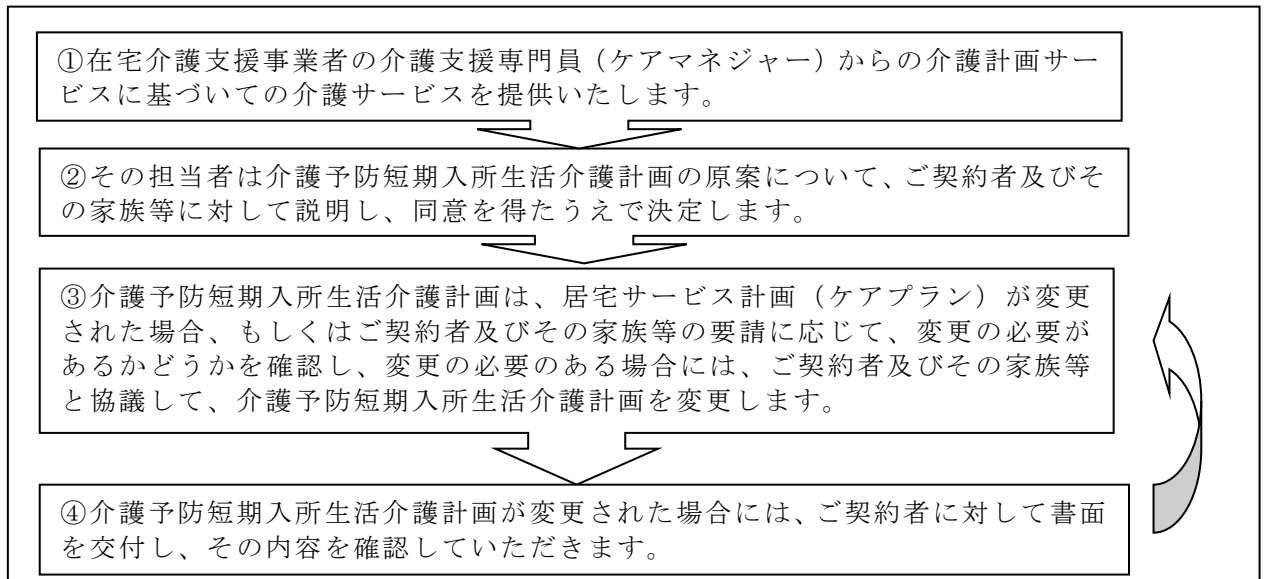 ①在宅介護支援事業者の介護支援専門員（ケアマネジャー）からの介護計画サー
ビスに基づいての介護サービスを提供いたします。
②その担当者は介護予防短期入所生活介護計画の原案について、ご契約者及びそ
の家族等に対して説明し、同意を得たうえで決定します。
③介護予防短期入所生活介護計画は、居宅サービス計画（ケアプラン）が変更
された場合、もしくはご契約者及びその家族等の要請に応じて、変更の必要が
あるかどうかを確認し、変更の必要のある場合には、ご契約者及びその家族等
と協議して、介護予防短期入所生活介護計画を変更します。
④介護予防短期入所生活介護計画が変更された場合には、ご契約者に対して書面
を交付し、その内容を確認していただきます。